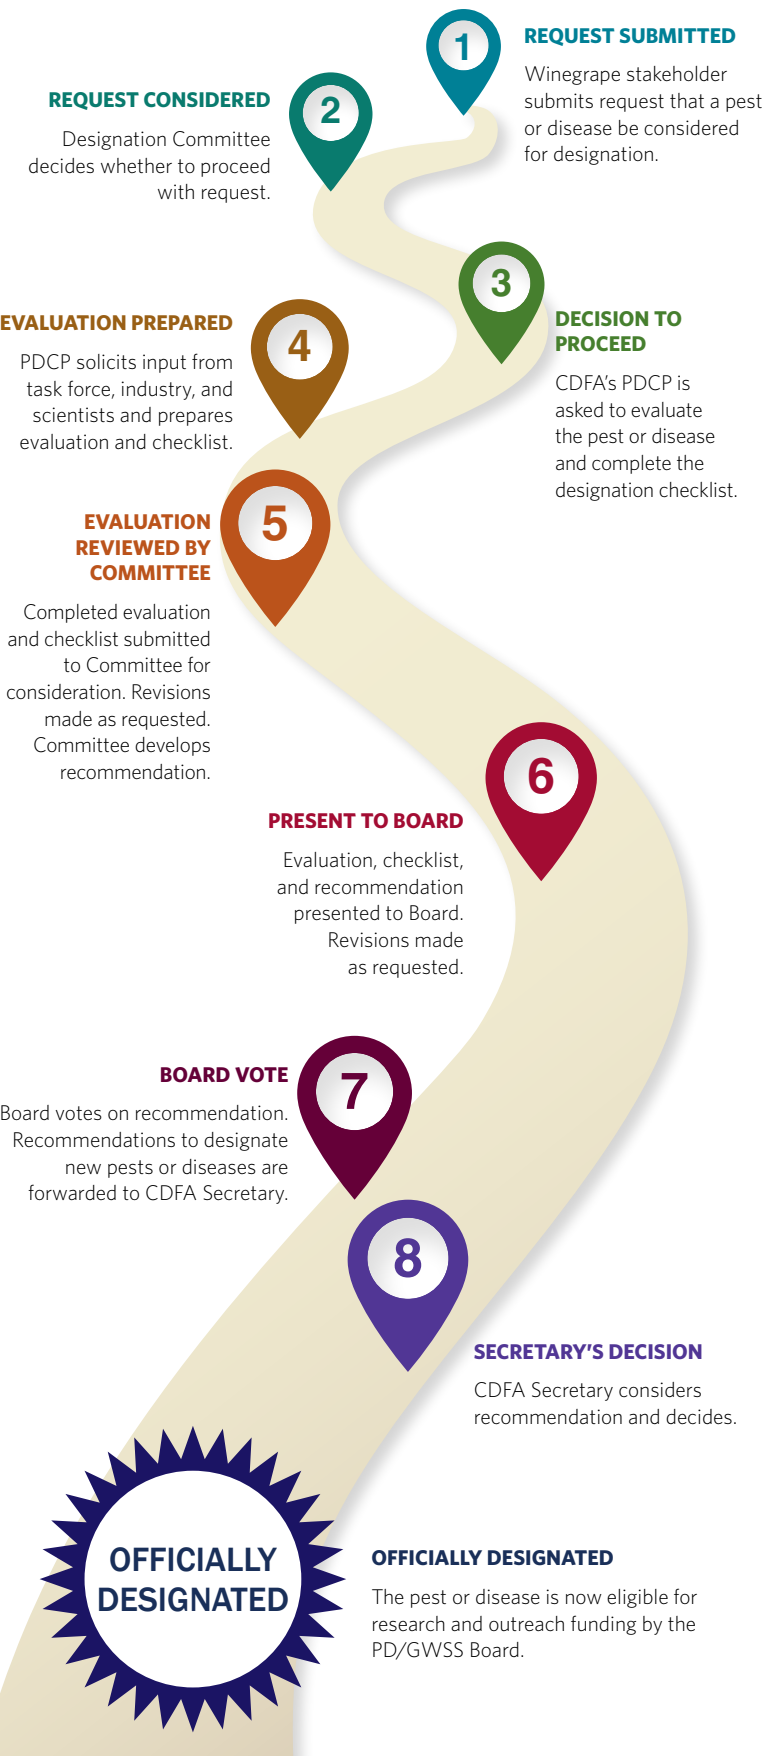 1
REQUEST SUBMITTED
Winegrape stakeholder
submits request that a pest
or disease be considered
for designation.
2
REQUEST CONSIDERED
Designation Committee
decides whether to proceed
with request.
3
DECISION TO
PROCEED
CDFA's PDCP is
asked to evaluate
the pest or disease
and complete the
designation checklist.
4
EVALUATION PREPARED
PDCP solicits input from
task force, industry, and
scientists and prepares
evaluation and checklist.
5
EVALUATION
REVIEWED BY
COMMITTEE
Completed evaluation
and checklist submitted
to Committee for
consideration. Revisions
made as requested.
Committee develops
recommendation.
6
PRESENT TO BOARD
Evaluation, checklist,
and recommendation
presented to Board.
Revisions made
as requested.
7
BOARD VOTE
Board votes on recommendation.
Recommendations to designate
new pests or diseases are
forwarded to CDFA Secretary.
8
SECRETARY'S DECISION
CDFA Secretary considers
recommendation and decides.
OFFICIALLY
DESIGNATED
OFFICIALLY DESIGNATED
The pest or disease is now eligible for
research and outreach funding by the
PD/GWSS Board.